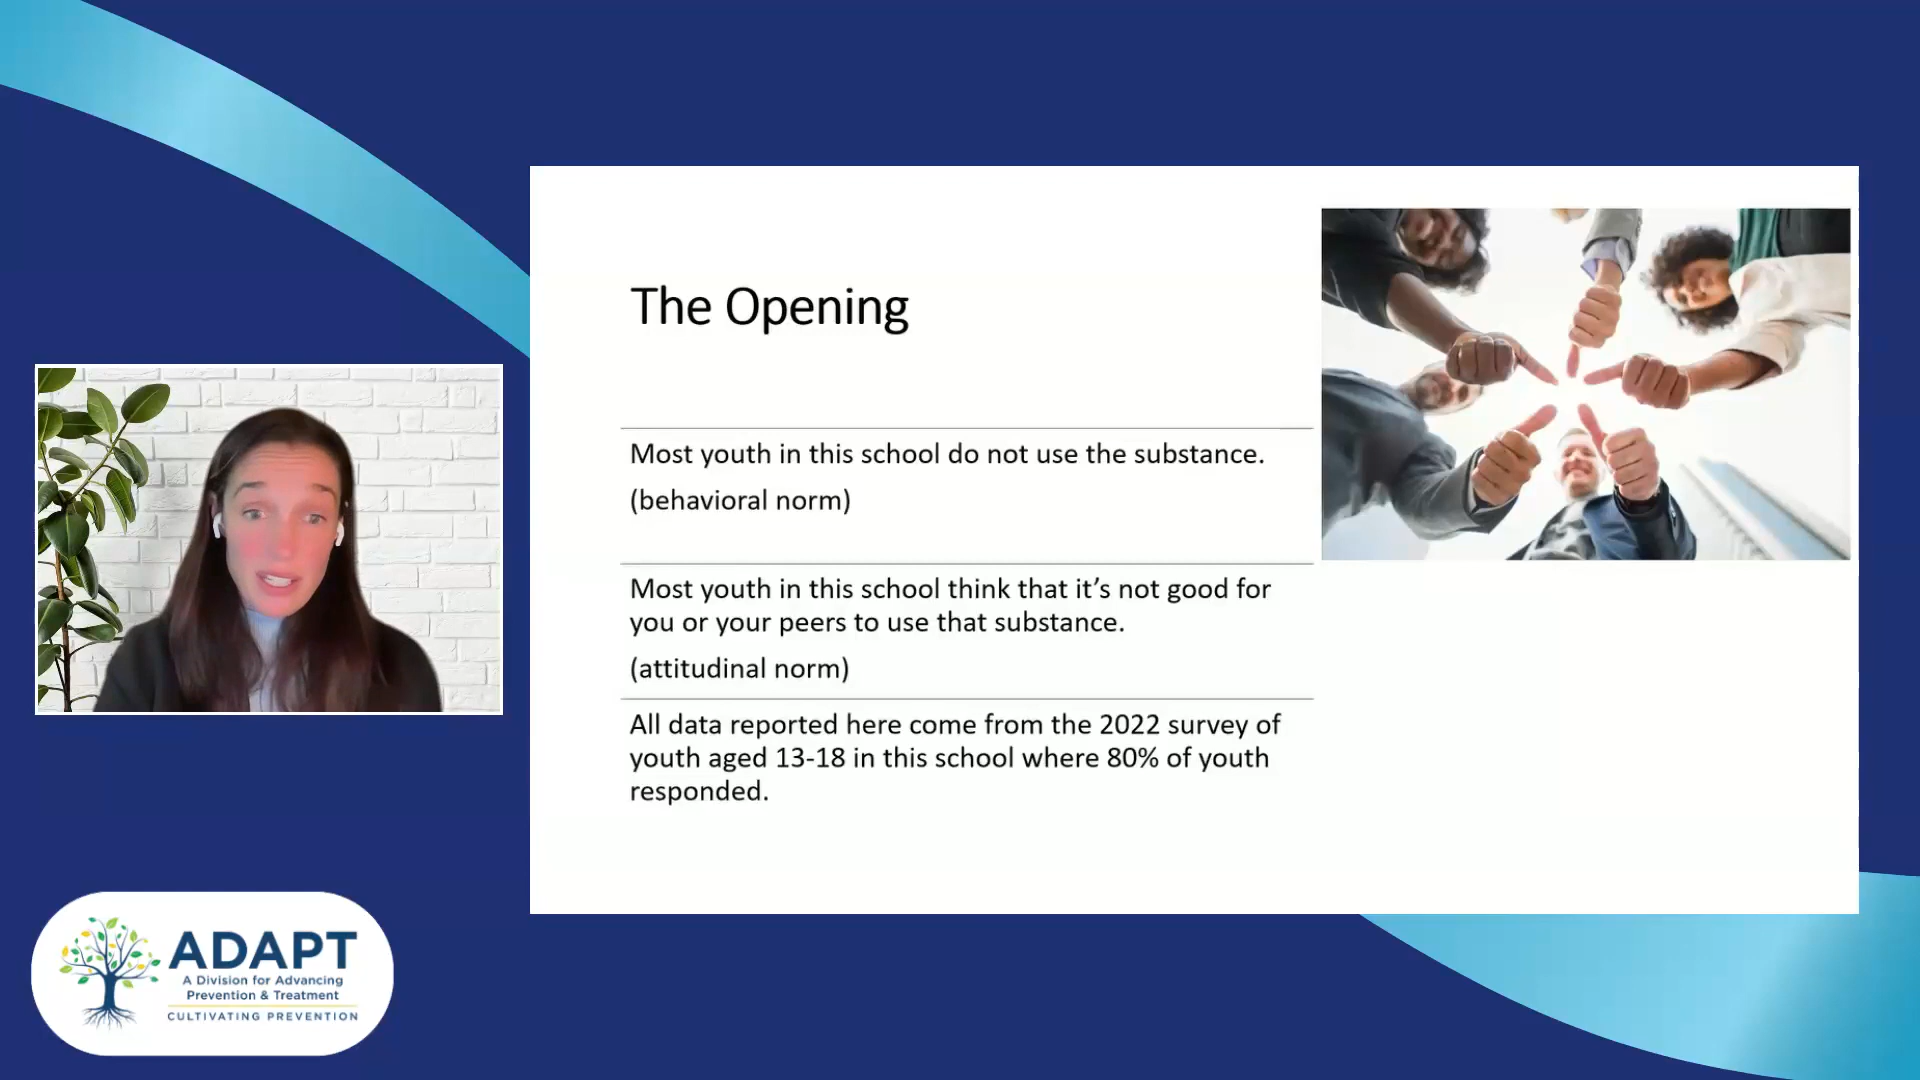 The Opening
Most youth in this school do not use the substance.
(behavioral norm)
Most youth in this school think that it’s not good for
you or your peers to use that substance.
(attitudinal norm)
All data reported here come from the 2022 survey of
youth aged 13-18 in this school where 80% of youth
responded.
ADAPT
A Division for Advancing
Prevention & Treatment
CULTIVATING PREVENTION